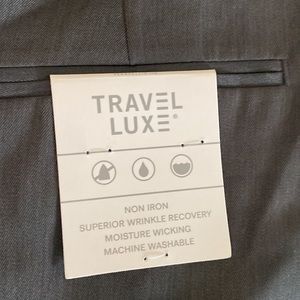 TRAVEL
LUXE®
NON IRON
SUPERIOR WRINKLE RECOVERY
MOISTURE WICKING
MACHINE WASHABLE